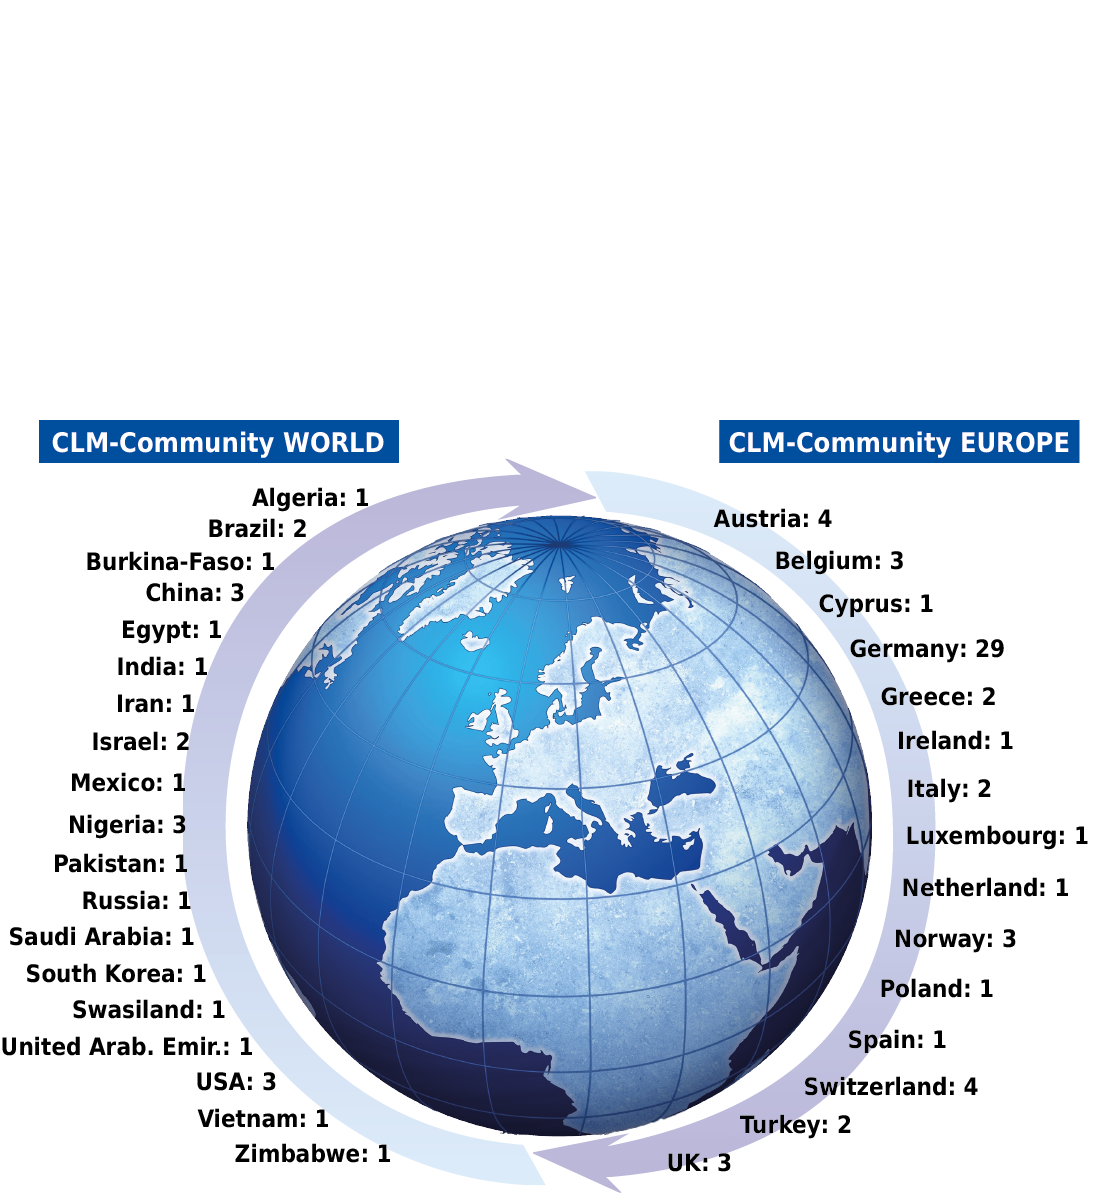 CLM-Community WORLD
Algeria: 1
Brazil: 2
Burkina-Faso: 1
China: 3
Egypt: 1
India: 1
Iran: 1
Israel: 2
Mexico: 1
Nigeria: 3
Pakistan: 1
Russia: 1
Saudi Arabia: 1
South Korea: 1
Swasiland: 1
United Arab. Emir.: 1
USA: 3
Vietnam: 1
Zimbabwe: 1
CLM-Community EUROPE
Austria: 4
Belgium: 3
Cyprus: 1
Germany: 29
Greece: 2
Ireland: 1
Italy: 2
Luxembourg: 1
Netherland: 1
Norway: 3
Poland: 1
Spain: 1
Switzerland: 4
Turkey: 2
UK: 3